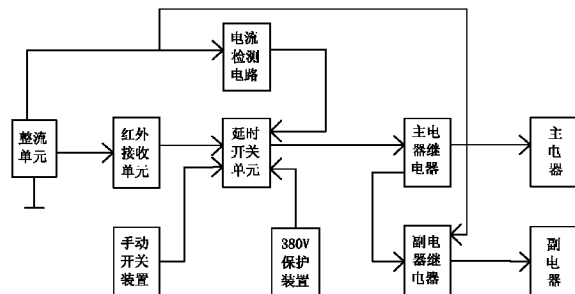 电流
检测
电路
整流
单元
红外
接收
单元
延时
开关
单元
主电
器继
电器
主
电
器
手动
开关
装置
380V
保护
装置
副电
器继
电器
副
电
器